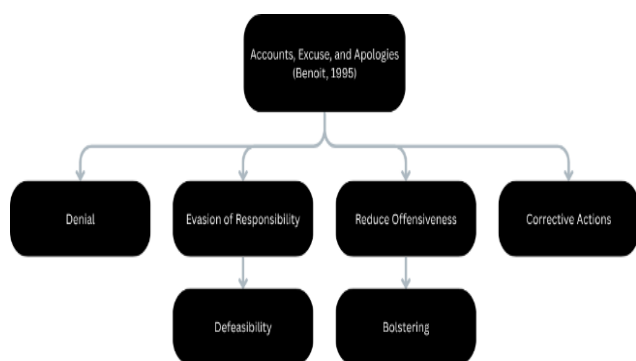 Accounts, Excuse, and Apologies
(Benoit, 1995)
Denial
Evasion of Responsibility
Reduce Offensiveness
Corrective Actions
Defeasibility
Bolstering